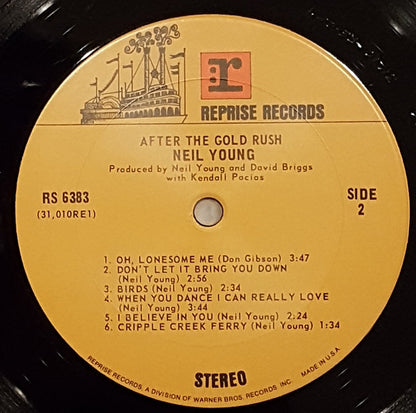 r
REPRISE RECORDS
AFTER THE GOLD RUSH
NEIL YOUNG
Produced by Neil Young and David Briggs
with Kendall Pacios
RS 6383
(31,010RE1)
SIDE
2
1. OH, LONESOME ME (Don Gibson) 3:47
2. DON'T LET IT BRING YOU DOWN
(Neil Young) 2:56
3. BIRDS (Neil Young) 2:34
4. WHEN YOU DANCE I CAN REALLY LOVE
(Neil Young) 3:44
5. I BELIEVE IN YOU (Neil Young) 2:24
6. CRIPPLE CREEK FERRY (Neil Young) 1:34
STEREO
REPRISE RECORDS, A DIVISION OF WARNER BROS. RECORDS, INC. MADE IN U.S.A.